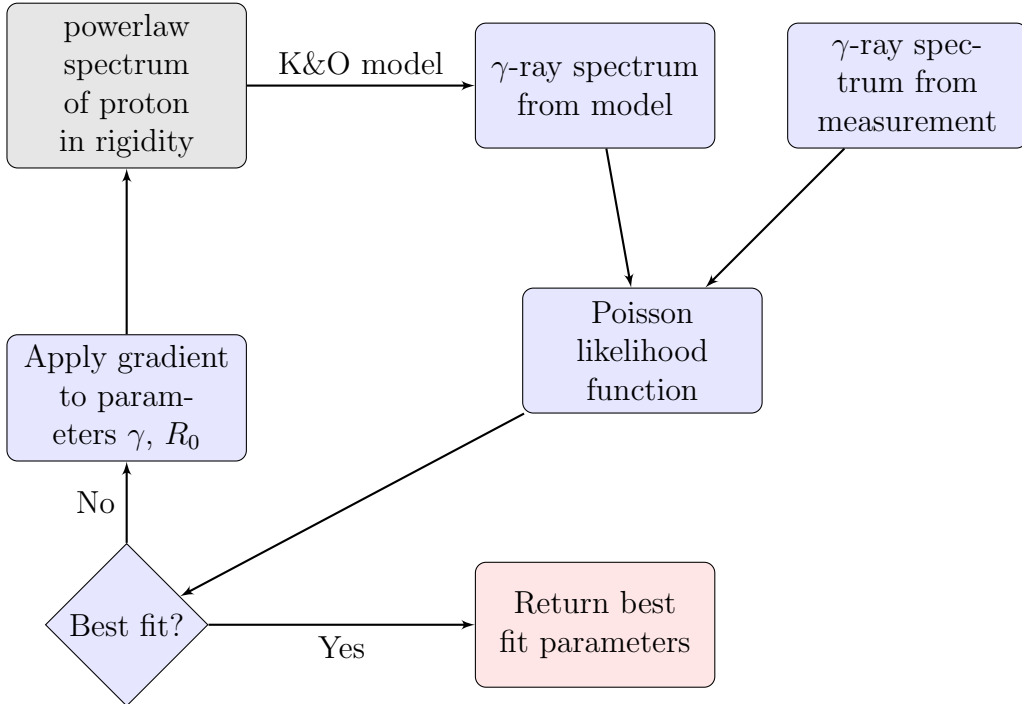 powerlaw
spectrum
of proton
in rigidity
K&O model
γ-ray spectrum
from model
γ-ray spec-
trum from
measurement
Poisson
likelihood
function
Apply gradient
to param-
eters γ, R₀
No
Best fit?
Yes
Return best
fit parameters